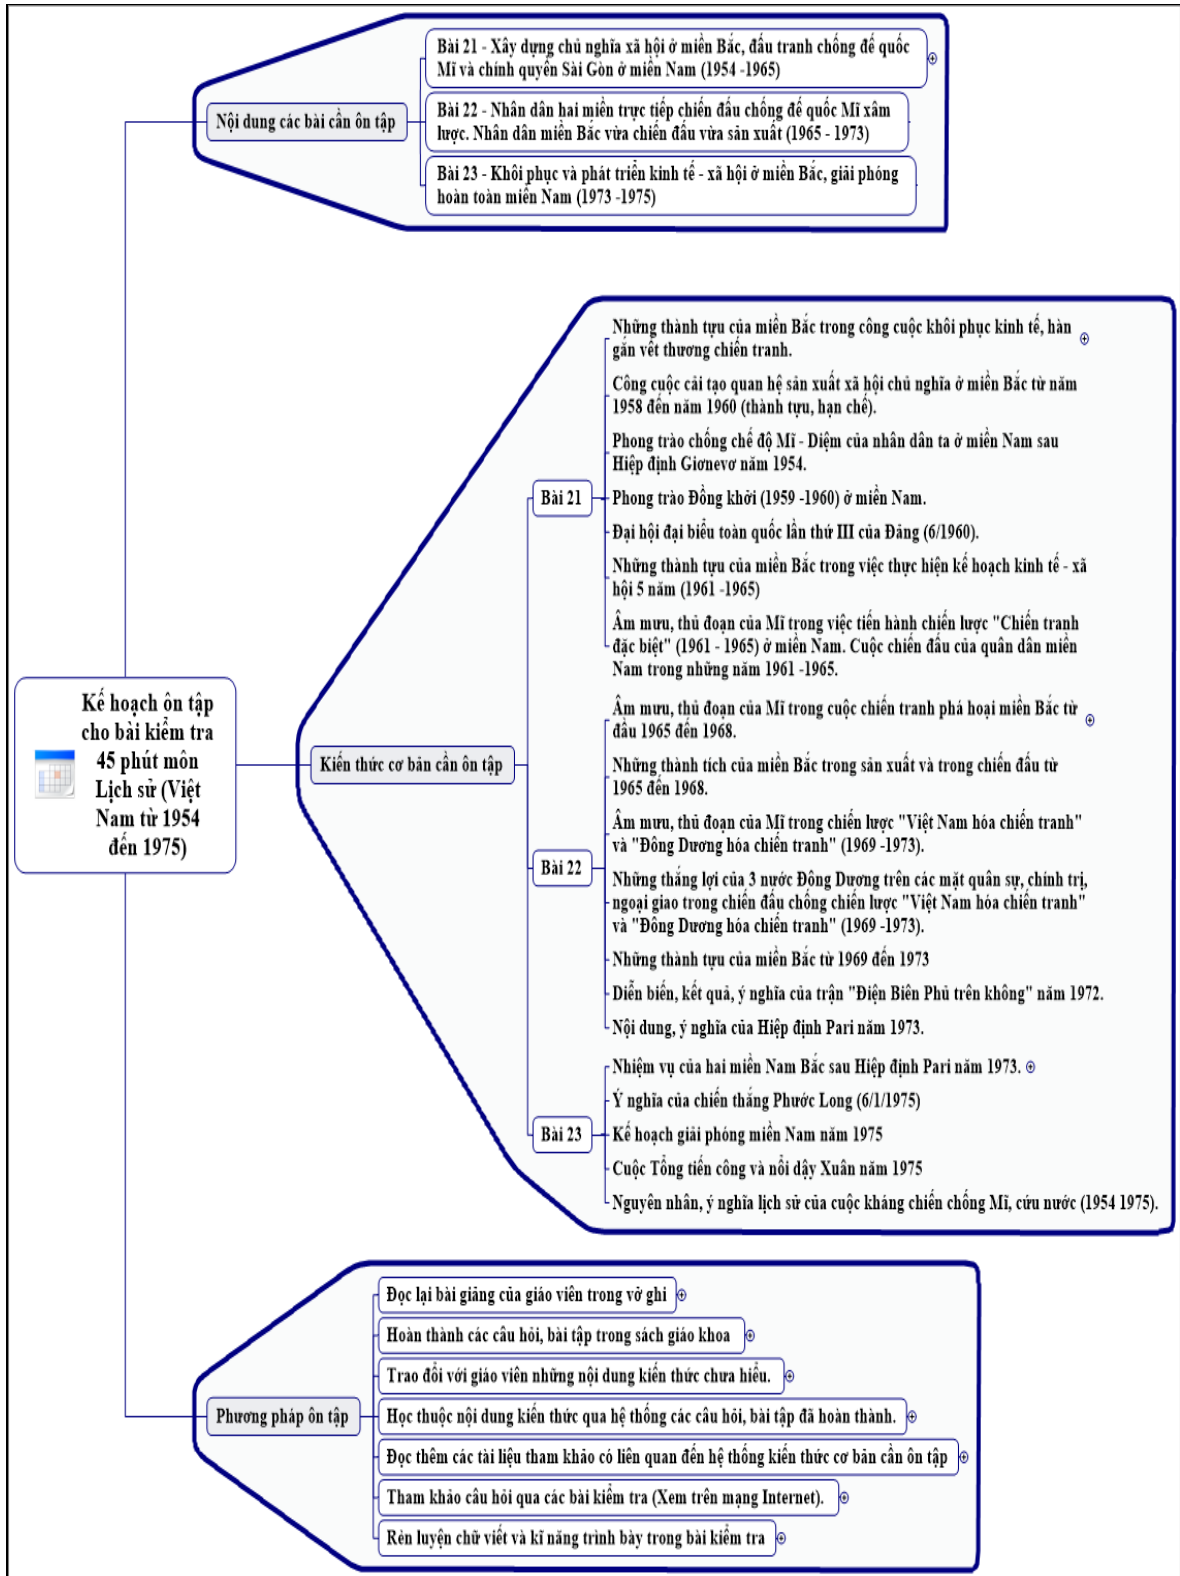 Kế hoạch ôn tập
cho bài kiểm tra
45 phút môn
Lịch sử (Việt
Nam từ 1954
đến 1975)
Nội dung các bài cần ôn tập
Bài 21 - Xây dựng chủ nghĩa xã hội ở miền Bắc, đấu tranh chống đế quốc
Mĩ và chính quyền Sài Gòn ở miền Nam (1954 -1965)
Bài 22 - Nhân dân hai miền trực tiếp chiến đấu chống đế quốc Mĩ xâm
lược. Nhân dân miền Bắc vừa chiến đấu vừa sản xuất (1965 - 1973)
Bài 23 - Khôi phục và phát triển kinh tế - xã hội ở miền Bắc, giải phóng
hoàn toàn miền Nam (1973 -1975)
Kiến thức cơ bản cần ôn tập
Bài 21
Những thành tựu của miền Bắc trong công cuộc khôi phục kinh tế, hàn
gắn vết thương chiến tranh.
Công cuộc cải tạo quan hệ sản xuất xã hội chủ nghĩa ở miền Bắc từ năm
1958 đến năm 1960 (thành tựu, hạn chế).
Phong trào chống chế độ Mĩ - Diệm của nhân dân ta ở miền Nam sau
Hiệp định Giơnevơ năm 1954.
Phong trào Đồng khởi (1959 -1960) ở miền Nam.
Đại hội đại biểu toàn quốc lần thứ III của Đảng (6/1960).
Những thành tựu của miền Bắc trong việc thực hiện kế hoạch kinh tế - xã
hội 5 năm (1961 -1965)
Âm mưu, thủ đoạn của Mĩ trong việc tiến hành chiến lược "Chiến tranh
đặc biệt" (1961 - 1965) ở miền Nam. Cuộc chiến đấu của quân dân miền
Nam trong những năm 1961 -1965.
Bài 22
Âm mưu, thủ đoạn của Mĩ trong cuộc chiến tranh phá hoại miền Bắc từ
đầu 1965 đến 1968.
Những thành tích của miền Bắc trong sản xuất và trong chiến đấu từ
1965 đến 1968.
Âm mưu, thủ đoạn của Mĩ trong chiến lược "Việt Nam hóa chiến tranh"
và "Đông Dương hóa chiến tranh" (1969 -1973).
Những thắng lợi của 3 nước Đông Dương trên các mặt quân sự, chính trị,
ngoại giao trong chiến đấu chống chiến lược "Việt Nam hóa chiến tranh"
và "Đông Dương hóa chiến tranh" (1969 -1973).
Những thành tựu của miền Bắc từ 1969 đến 1973
Diễn biến, kết quả, ý nghĩa của trận "Điện Biên Phủ trên không" năm 1972.
Nội dung, ý nghĩa của Hiệp định Pari năm 1973.
Bài 23
Nhiệm vụ của hai miền Nam Bắc sau Hiệp định Pari năm 1973.
Ý nghĩa của chiến thắng Phước Long (6/1/1975)
Kế hoạch giải phóng miền Nam năm 1975
Cuộc Tổng tiến công và nổi dậy Xuân năm 1975
Nguyên nhân, ý nghĩa lịch sử của cuộc kháng chiến chống Mĩ, cứu nước (1954 1975).
Phương pháp ôn tập
Đọc lại bài giảng của giáo viên trong vở ghi
Hoàn thành các câu hỏi, bài tập trong sách giáo khoa
Trao đổi với giáo viên những nội dung kiến thức chưa hiểu.
Học thuộc nội dung kiến thức qua hệ thống các câu hỏi, bài tập đã hoàn thành.
Đọc thêm các tài liệu tham khảo có liên quan đến hệ thống kiến thức cơ bản cần ôn tập
Tham khảo câu hỏi qua các bài kiểm tra (Xem trên mạng Internet).
Rèn luyện chữ viết và kĩ năng trình bày trong bài kiểm tra